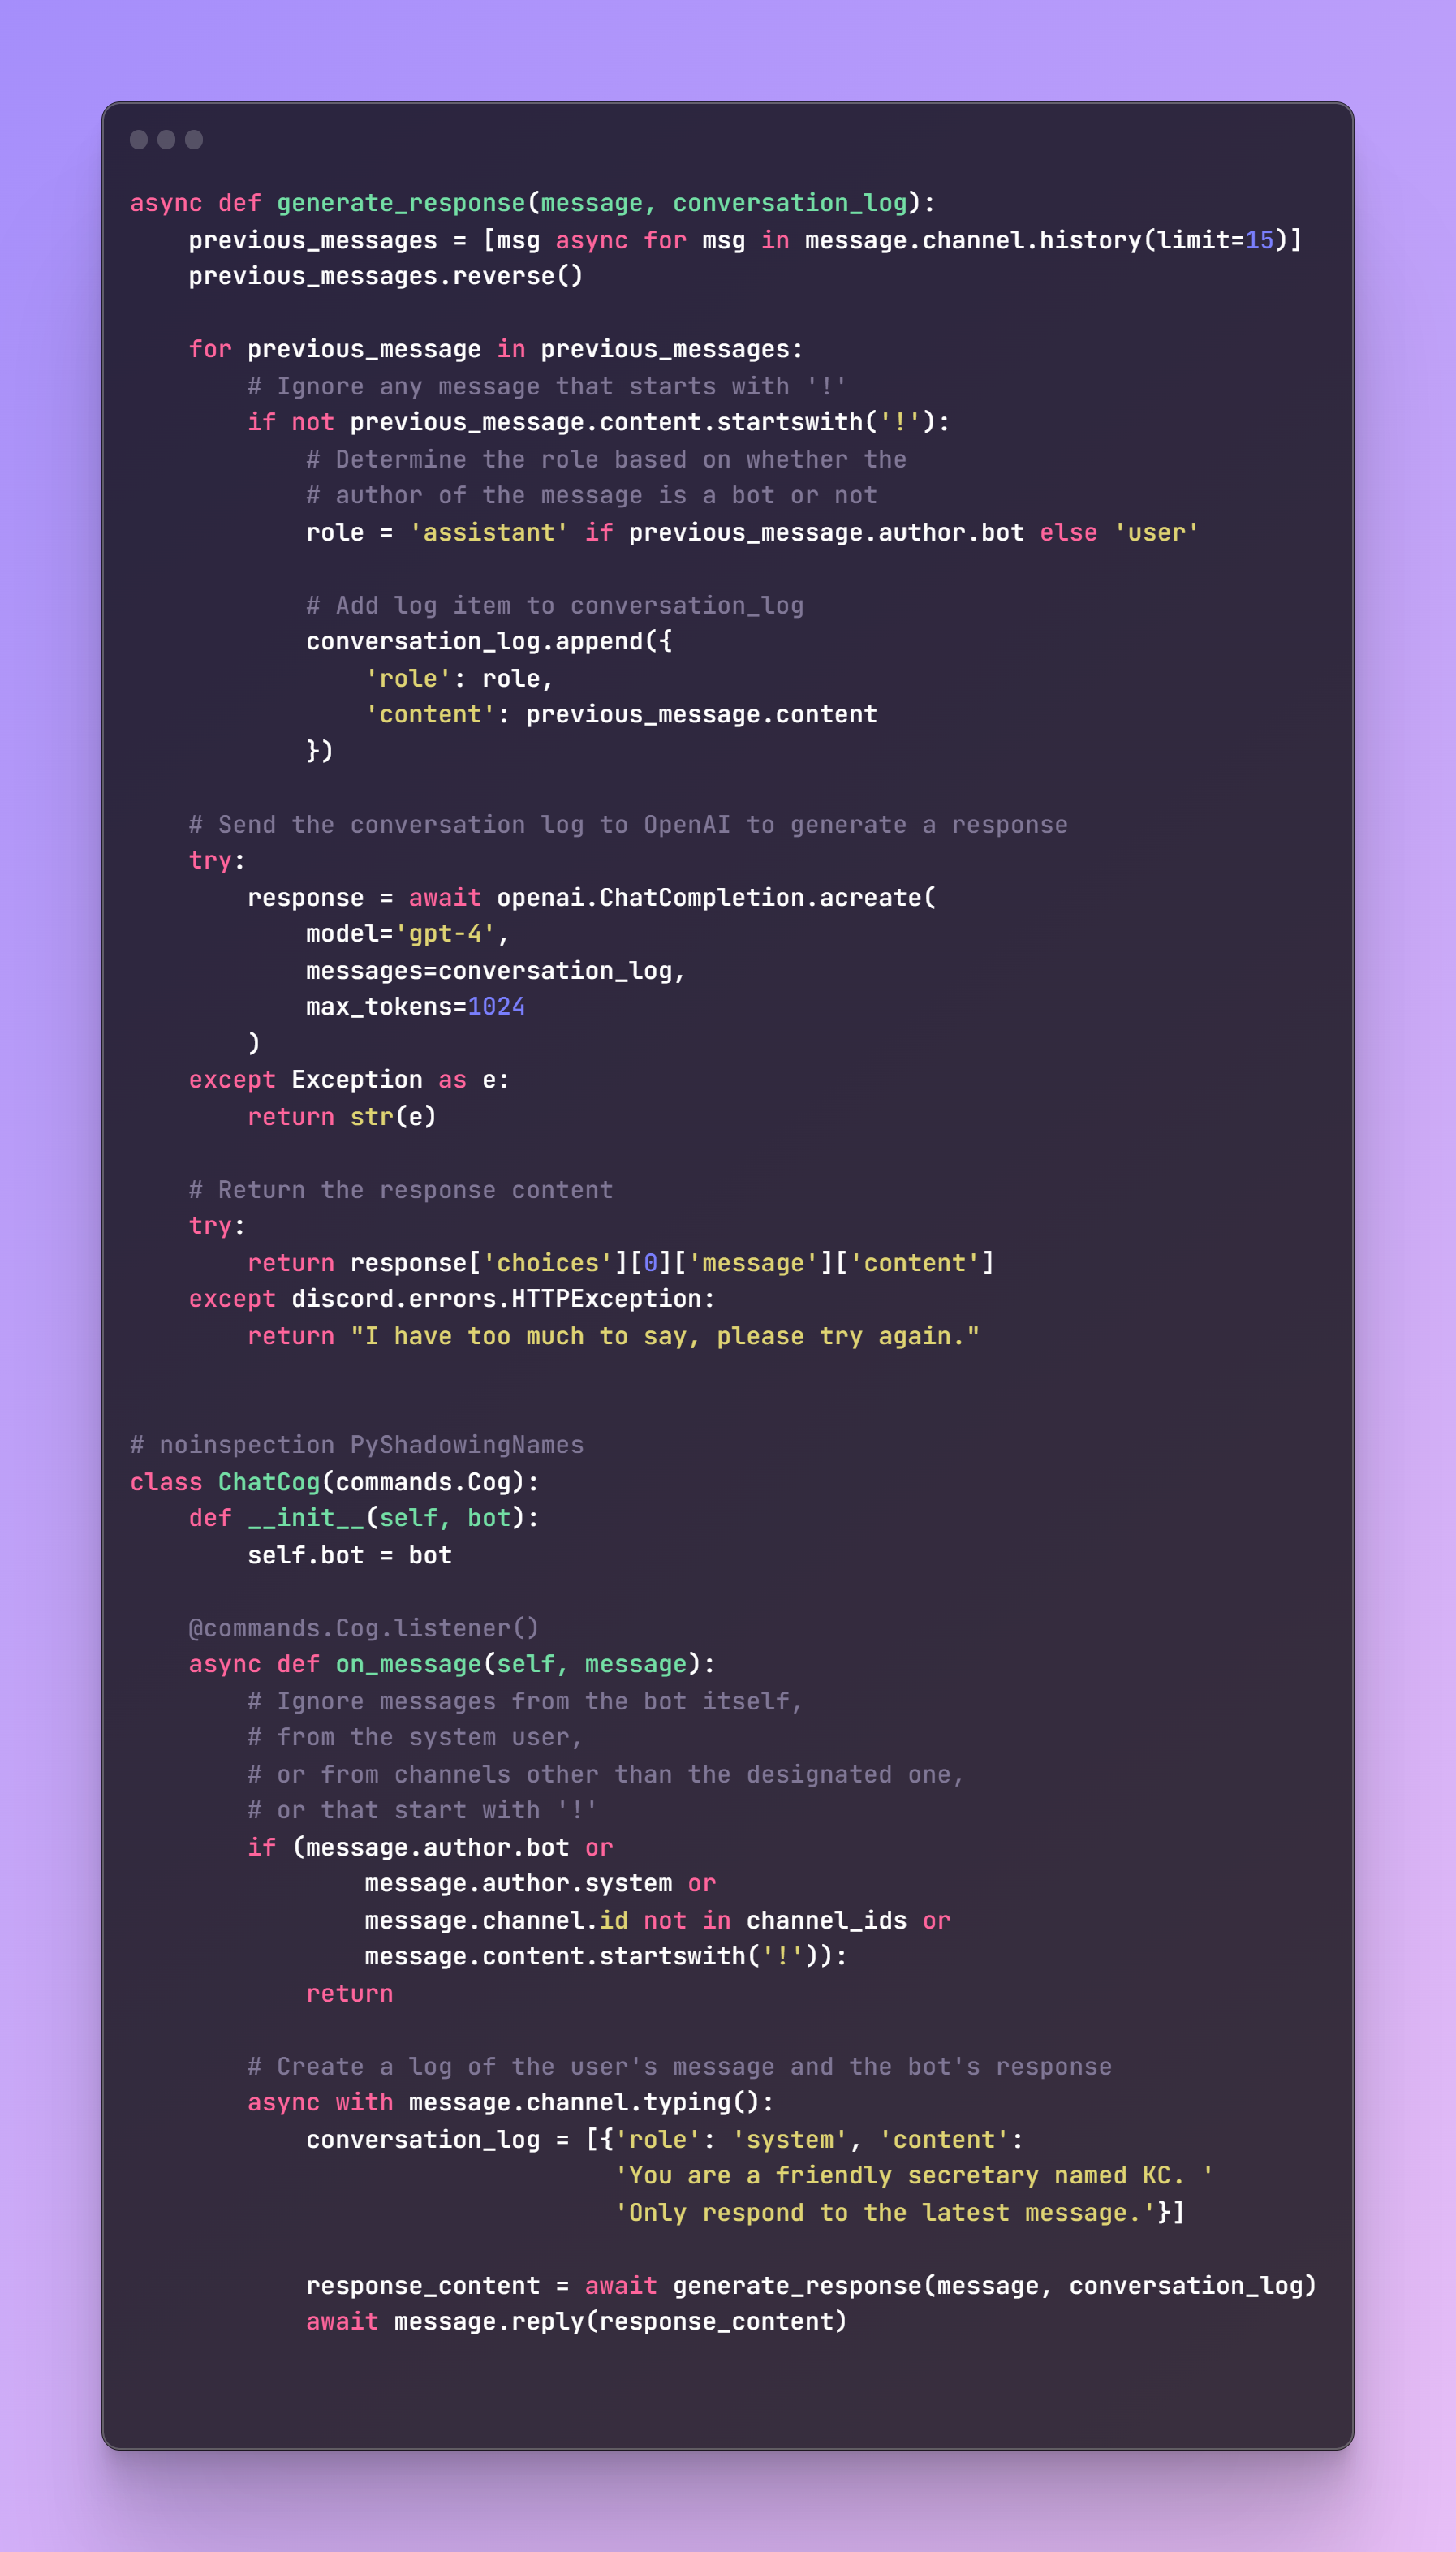 async def generate_response(message, conversation_log):
    previous_messages = [msg async for msg in message.channel.history(limit=15)]
    previous_messages.reverse()

    for previous_message in previous_messages:
        # Ignore any message that starts with '!'
        if not previous_message.content.startswith('!'):
            # Determine the role based on whether the
            # author of the message is a bot or not
            role = 'assistant' if previous_message.author.bot else 'user'

            # Add log item to conversation_log
            conversation_log.append({
                'role': role,
                'content': previous_message.content
            })

    # Send the conversation log to OpenAI to generate a response
    try:
        response = await openai.ChatCompletion.acreate(
            model='gpt-4',
            messages=conversation_log,
            max_tokens=1024
        )
    except Exception as e:
        return str(e)

    # Return the response content
    try:
        return response['choices'][0]['message']['content']
    except discord.errors.HTTPException:
        return "I have too much to say, please try again."


# noinspection PyShadowingNames
class ChatCog(commands.Cog):
    def __init__(self, bot):
        self.bot = bot

    @commands.Cog.listener()
    async def on_message(self, message):
        # Ignore messages from the bot itself,
        # from the system user,
        # or from channels other than the designated one,
        # or that start with '!'
        if (message.author.bot or
                message.author.system or
                message.channel.id not in channel_ids or
                message.content.startswith('!')):
            return

        # Create a log of the user's message and the bot's response
        async with message.channel.typing():
            conversation_log = [{'role': 'system', 'content':
                                 'You are a friendly secretary named KC. '
                                 'Only respond to the latest message.'}]

            response_content = await generate_response(message, conversation_log)
            await message.reply(response_content)